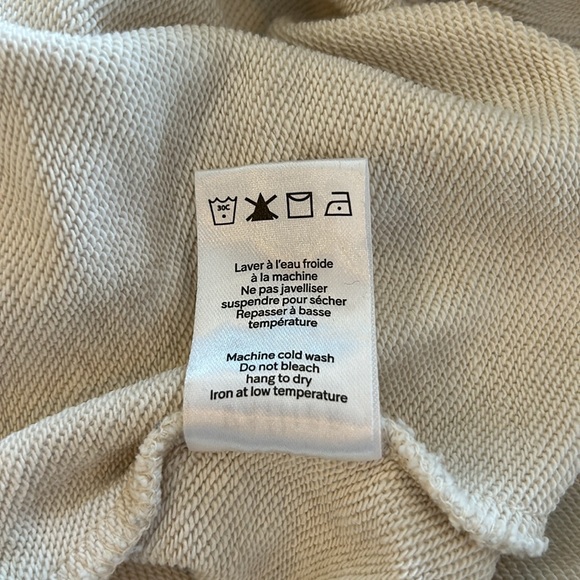 30C
Laver à l'eau froide
à la machine
Ne pas javelliser
suspendre pour sécher
Repasser à basse
température
Machine cold wash
Do not bleach
hang to dry
Iron at low temperature